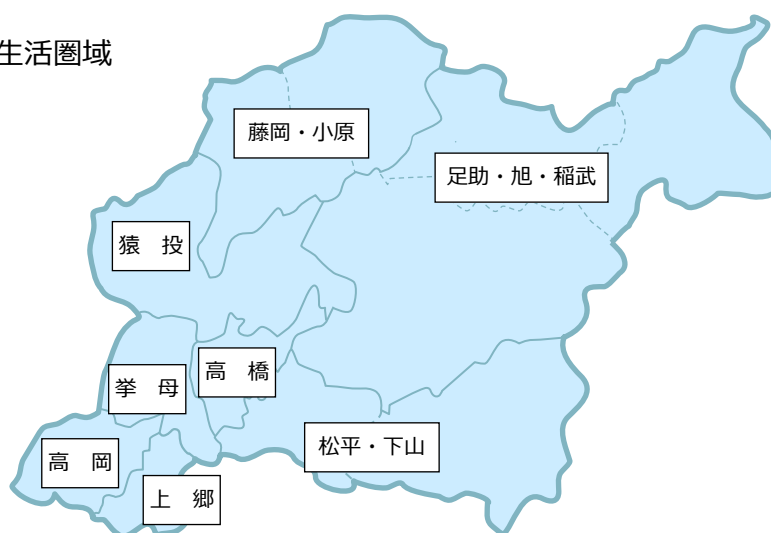 生活圏域
藤岡・小原
足助・旭・稲武
猿　投
高　橋
挙　母
松平・下山
高　岡
上　郷